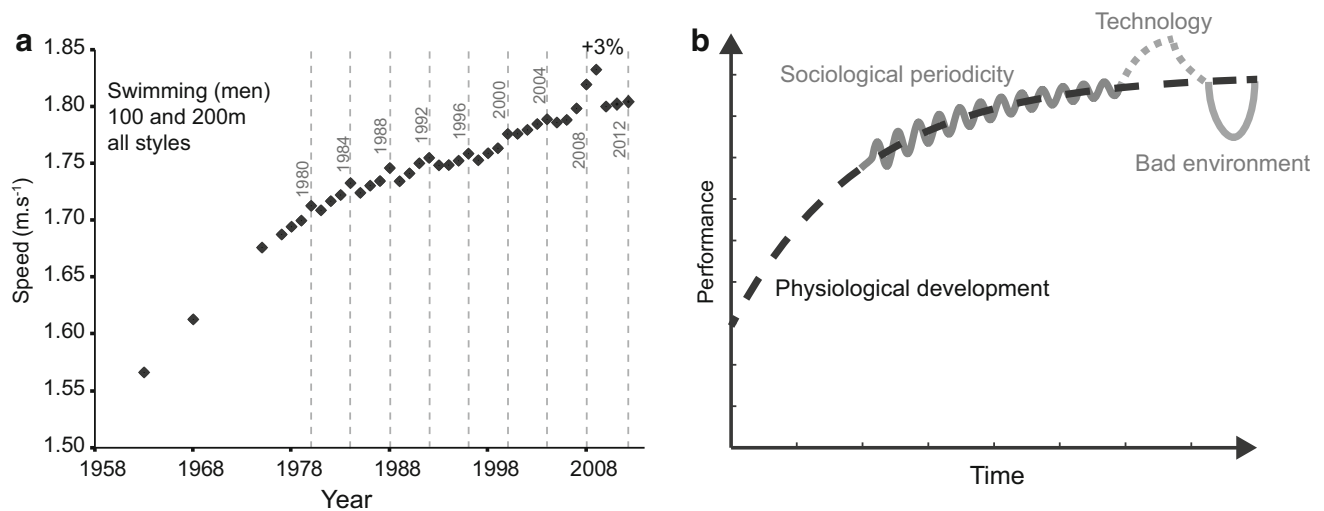 a
1.85
1.80
1.75
1.70
1.65
1.60
1.55
1.50
Speed (m.s-1)
Swimming (men)
100 and 200m
all styles
+3%
1980
1984
1988
1992
1996
2000
2004
2008
2012
1958
1968
1978
1988
1998
2008
Year
b
Technology
Sociological periodicity
Bad environment
Physiological development
Performance
Time